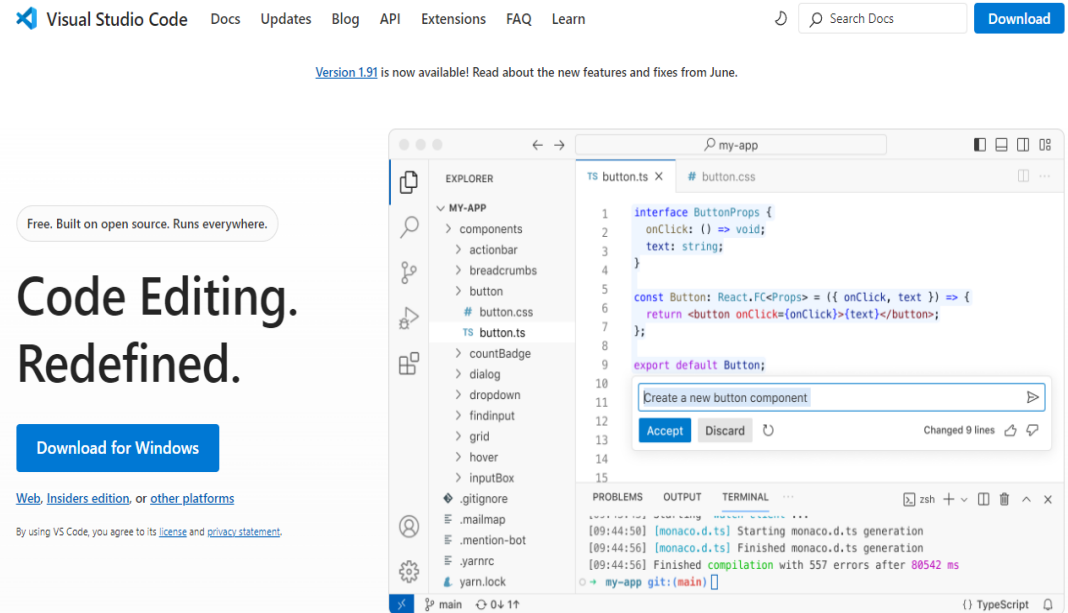 Visual Studio Code Docs Updates Blog API Extensions FAQ Learn Search Docs Download
Version 1.91 is now available! Read about the new features and fixes from June.
Free. Built on open source. Runs everywhere.
Code Editing.
Redefined.
Download for Windows
Web, Insiders edition, or other platforms
By using VS Code, you agree to its license and privacy statement.
my-app
EXPLORER
MY-APP
components
actionbar
breadcrumbs
button
# button.css
TS button.ts
countBadge
dialog
dropdown
findinput
grid
hover
inputBox
.gitignore
.mailmap
.mention-bot
.yarnrc
yarn.lock
TS button.ts # button.css
1 interface ButtonProps {
2 onClick: () => void;
3 text: string;
4 }
5
6 const Button: React.FC<Props> = ({ onClick, text }) => {
7 return <button onClick={onClick}>{text}</button>;
8 };
9
10 export default Button;
11
12
13
14
15
Create a new button component
Accept Discard Changed 9 lines
PROBLEMS OUTPUT TERMINAL ··· zsh
[09:44:50] [monaco.d.ts] Starting monaco.d.ts generation
[09:44:56] [monaco.d.ts] Finished monaco.d.ts generation
[09:44:56] Finished compilation with 557 errors after 80542 ms
my-app git:(main)
main 0↓ 1↑ {} TypeScript